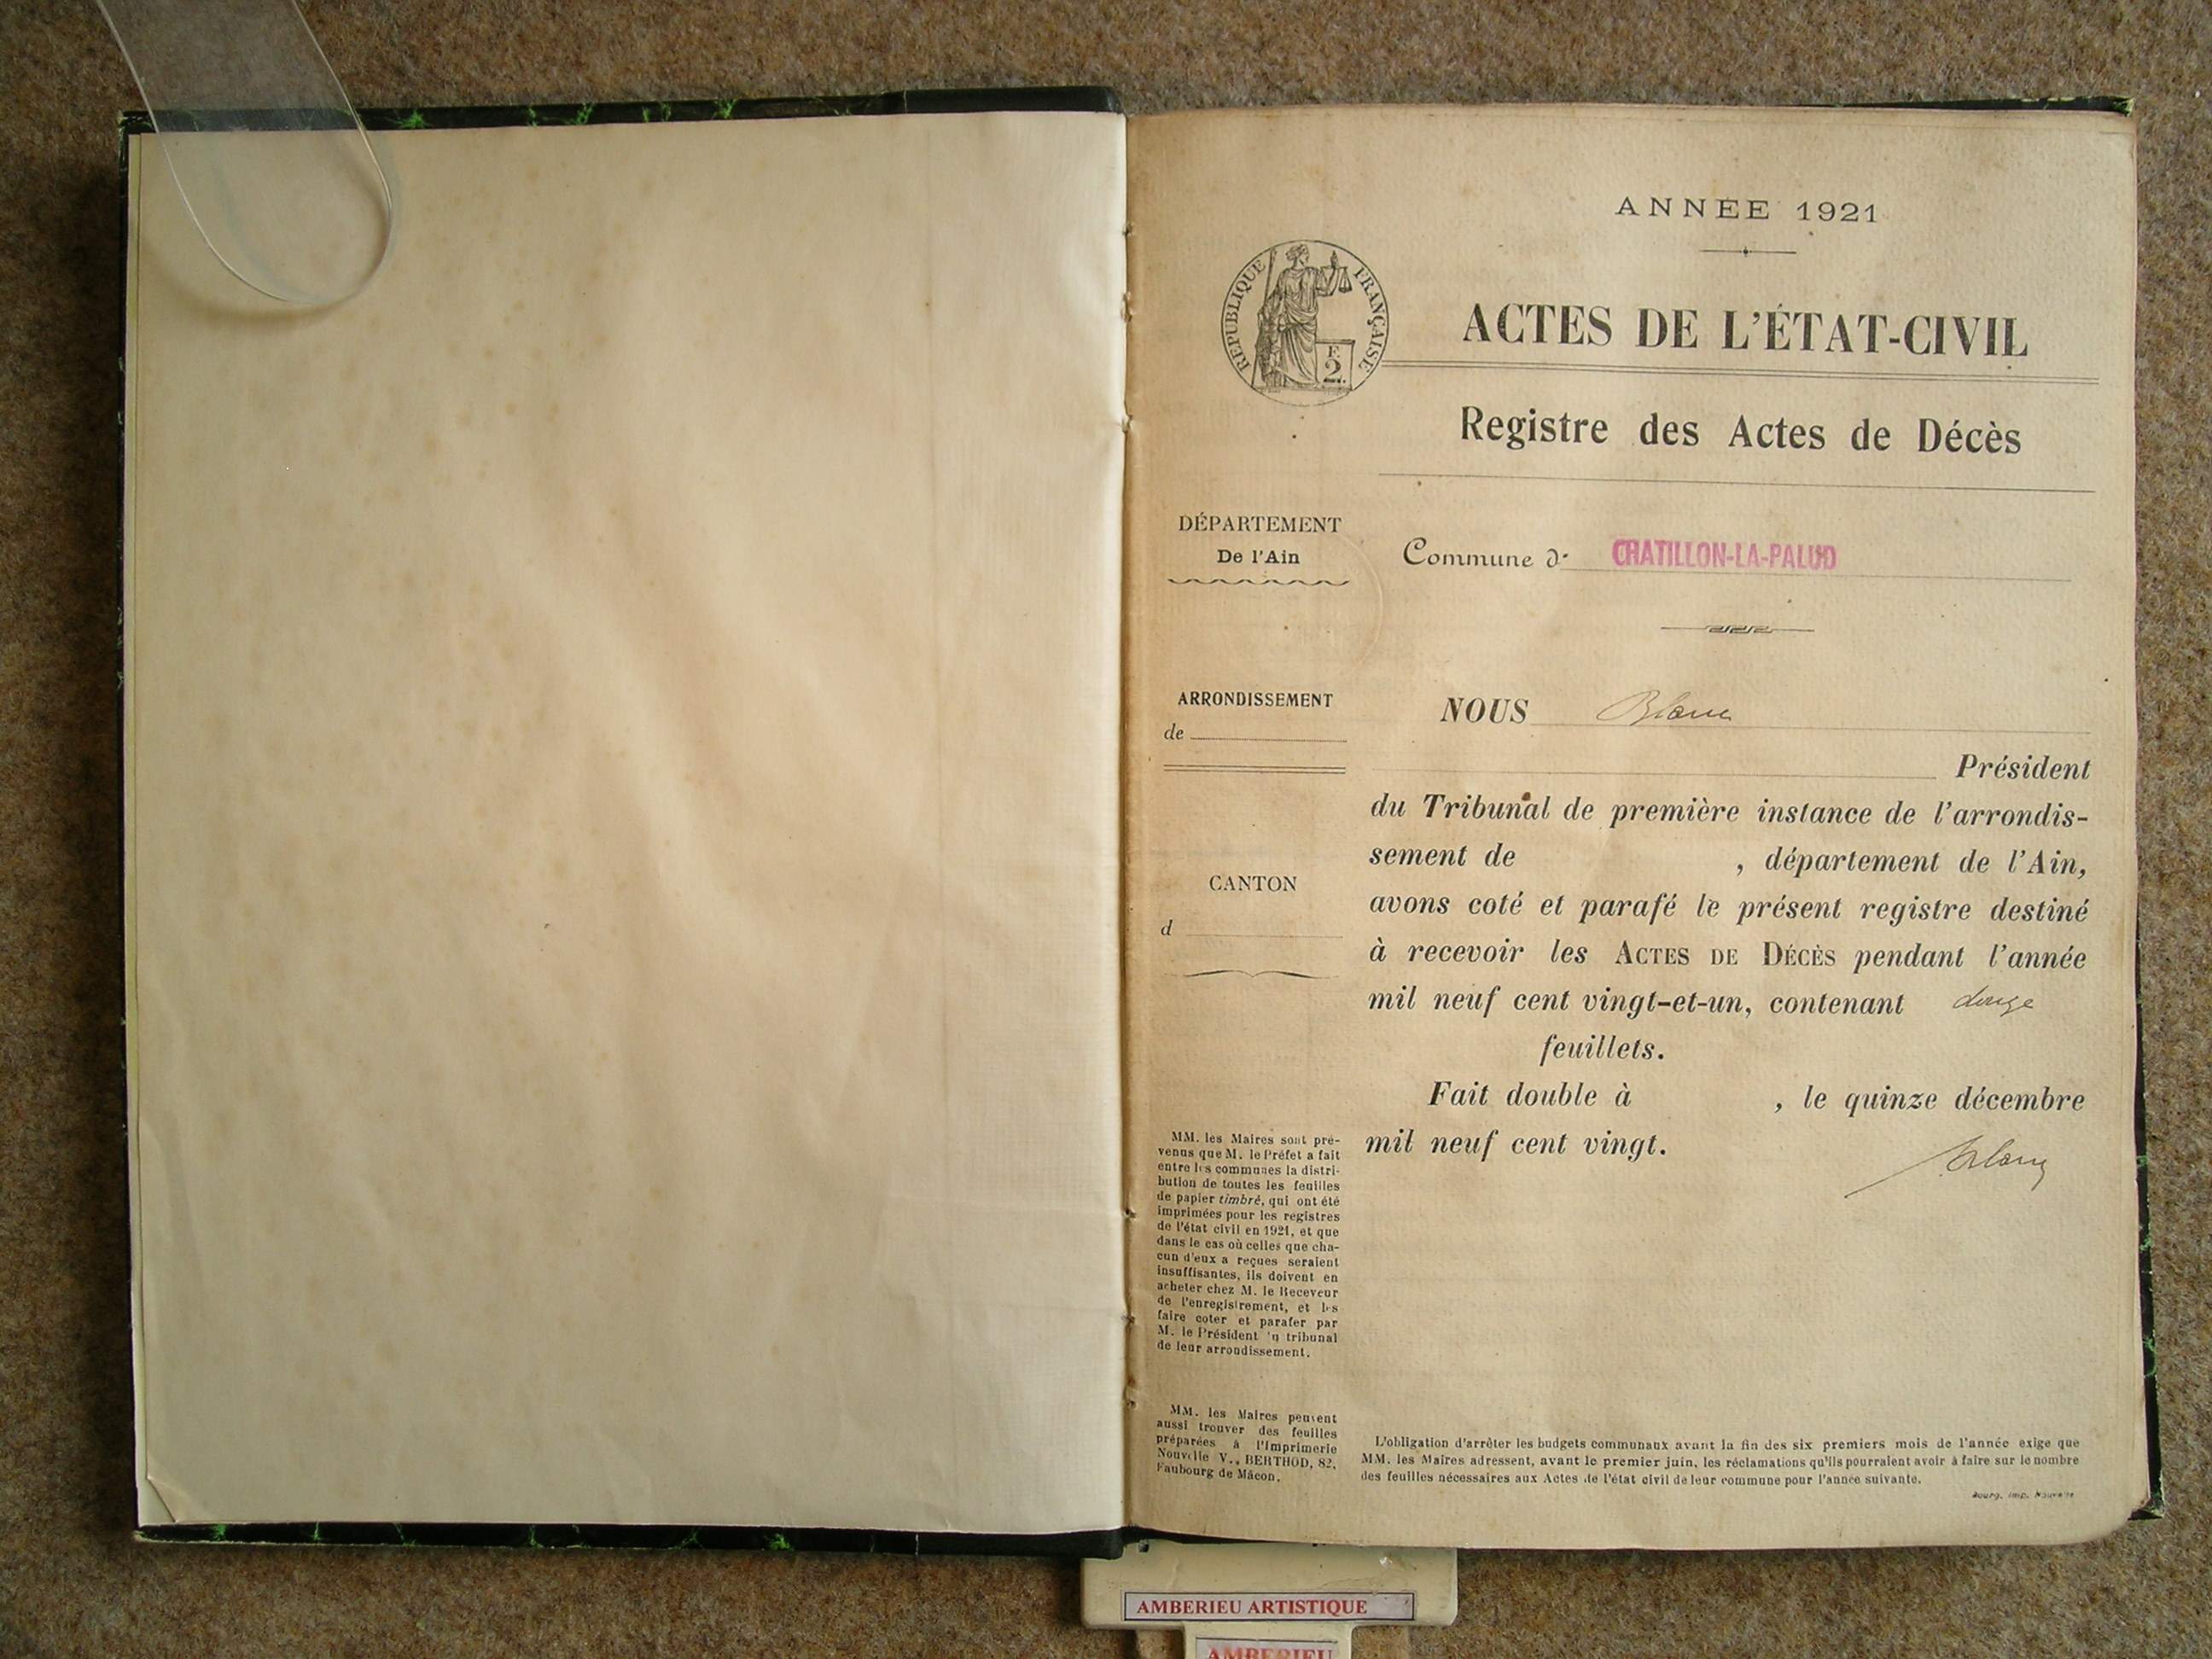 ANNÉE 1921
RÉPUBLIQUE FRANÇAISE
F.
2.
ACTES DE L'ÉTAT-CIVIL
Registre des Actes de Décès
DÉPARTEMENT
De l'Ain
Commune d
CHATILLON-LA-PALUD
ARRONDISSEMENT
de
CANTON
d
NOUS Blanc
Président
du Tribunal de première instance de l'arrondis-
sement de , département de l'Ain,
avons coté et parafé le présent registre destiné
à recevoir les ACTES DE DÉCÈS pendant l'année
mil neuf cent vingt-et-un, contenant douze
feuillets.
Fait double à , le quinze décembre
mil neuf cent vingt.
Blanc
MM. les Maires sont pré-
venus que M. le Préfet a fait
entre les communes la distri-
bution de toutes les feuilles
de papier timbré, qui ont été
imprimées pour les registres
de l'état civil en 1921, et que
dans le cas où celles que cha-
cun d'eux a reçues seraient
insuffisantes, ils doivent en
acheter chez M. le Receveur
de l'enregistrement, et les
faire coter et parafer par
M. le Président du tribunal
de leur arrondissement.
MM. les Maires peuvent
aussi trouver des feuilles
préparées à l'Imprimerie
Nouvelle V., BERTHOD, 82,
Faubourg de Mâcon.
L'obligation d'arrêter les budgets communaux avant la fin des six premiers mois de l'année exige que
MM. les Maires adressent, avant le premier juin, les réclamations qu'ils pourraient avoir à faire sur le nombre
des feuilles nécessaires aux Actes de l'état civil de leur commune pour l'année suivante.
Bourg, Imp. Nouvelle
AMBERIEU ARTISTIQUE
AMBERIEU